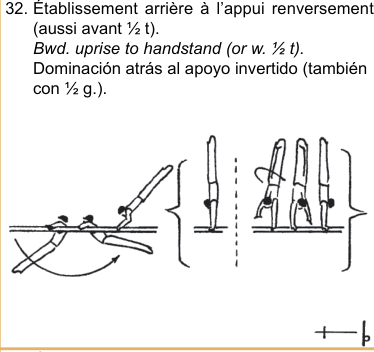 32. Établissement arrière à l'appui renversement
(aussi avant ½ t).
Bwd. uprise to handstand (or w. ½ t).
Dominación atrás al apoyo invertido (también
con ½ g.).